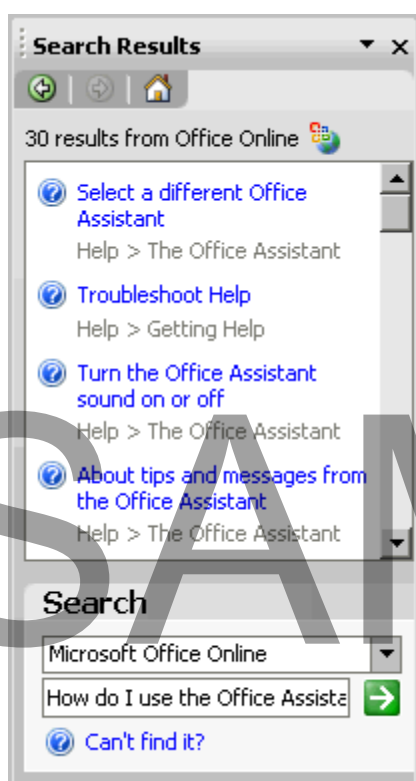 Search Results
30 results from Office Online
Select a different Office
Assistant
Help > The Office Assistant
Troubleshoot Help
Help > Getting Help
Turn the Office Assistant
sound on or off
Help > The Office Assistant
About tips and messages from
the Office Assistant
Help > The Office Assistant
SAM
Search
Microsoft Office Online
How do I use the Office Assista
Can't find it?